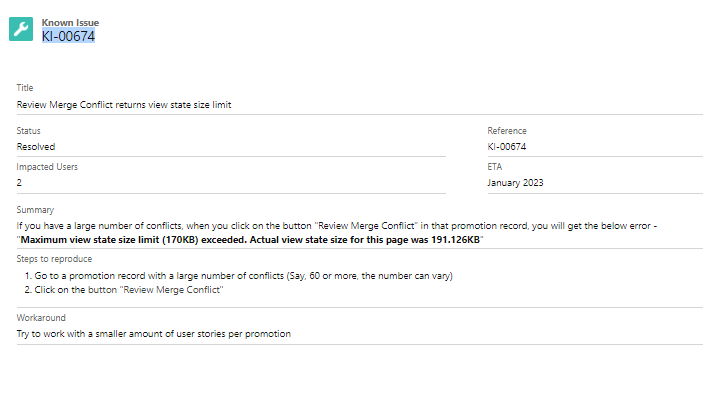 Known Issue
KI-00674
Title
Review Merge Conflict returns view state size limit
Status
Reference
Resolved
KI-00674
Impacted Users
ETA
2
January 2023
Summary
If you have a large number of conflicts, when you click on the button "Review Merge Conflict" in that promotion record, you will get the below error -
"Maximum view state size limit (170KB) exceeded. Actual view state size for this page was 191.126KB"
Steps to reproduce
1. Go to a promotion record with a large number of conflicts (Say, 60 or more, the number can vary)
2. Click on the button "Review Merge Conflict"
Workaround
Try to work with a smaller amount of user stories per promotion